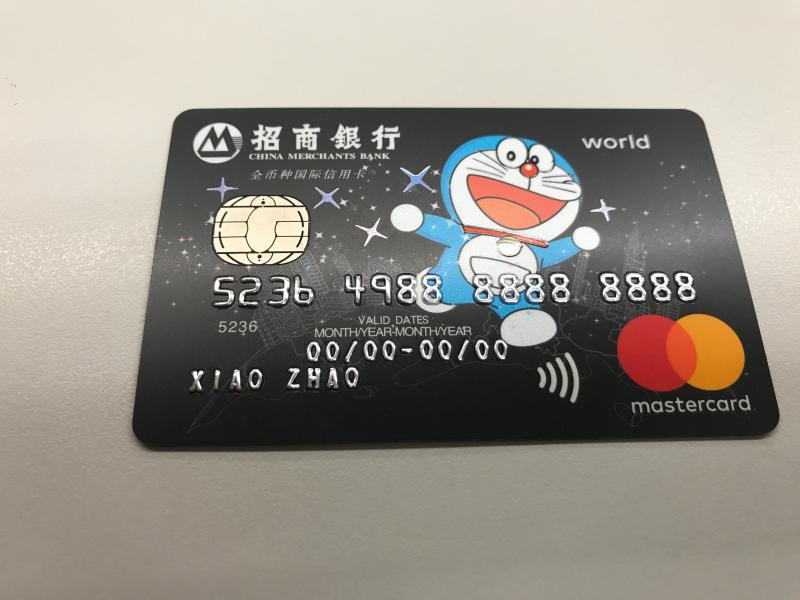 招商銀行
CHINA MERCHANTS BANK
world
全币种国际信用卡
5236 4988 8888 8888
5236
VALID DATES
MONTH/YEAR-MONTH/YEAR
00/00-00/00
XIAO ZHAO
mastercard